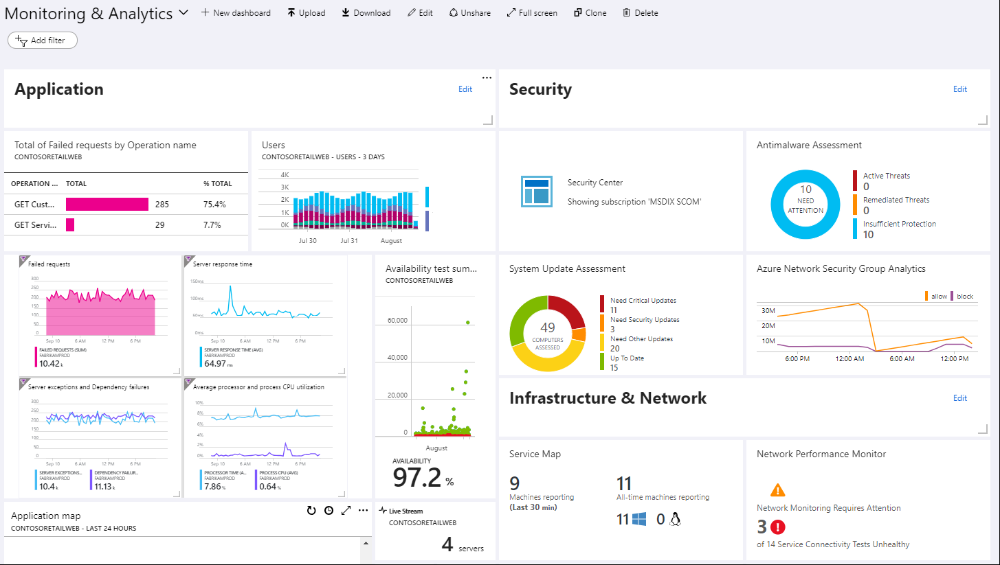 Monitoring & Analytics
New dashboard
Upload
Download
Edit
Unshare
Full screen
Clone
Delete
Add filter
Application
Edit
Total of Failed requests by Operation name
CONTOSORETAILWEB
OPERATION ... TOTAL % TOTAL
GET Cust... 285 75.4%
GET Servi... 29 7.7%
Users
CONTOSORETAILWEB - USERS - 3 DAYS
4K
3K
2K
1K
0K
Jul 30 Jul 31 August
Failed requests
300
250
200
150
100
50
0
Sep 10 6 AM 12 PM 6 PM
FAILED REQUESTS (SUM)
FABRIKAMPROD
10.42 k
Server response time
150ms
100ms
50ms
0ms
Sep 10 6 AM 12 PM 6 PM
SERVER RESPONSE TIME (AVG)
FABRIKAMPROD
64.97 ms
Server exceptions and Dependency failures
300
250
200
150
100
50
0
Sep 10 6 AM 12 PM 6 PM
SERVER EXCEPTIONS... DEPENDENCY FAILUR...
FABRIKAMPROD FABRIKAMPROD
10.4 k 11.13 k
Average processor and process CPU utilization
10%
8%
6%
4%
2%
0%
Sep 10 6 AM 12 PM 6 PM
PROCESSOR TIME (A... PROCESS CPU (AVG)
FABRIKAMPROD FABRIKAMPROD
7.86 % 0.64 %
Availability test sum...
CONTOSORETAILWEB
60,000
40,000
20,000
0
August
AVAILABILITY
97.2 %
Application map
CONTOSORETAILWEB - LAST 24 HOURS
Live Stream
CONTOSORETAILWEB
4 servers
Security
Edit
Security Center
Showing subscription 'MSDIX SCOM'
Antimalware Assessment
10
NEED
ATTENTION
Active Threats
0
Remediated Threats
0
Insufficient Protection
10
System Update Assessment
49
COMPUTERS
ASSESSED
Need Critical Updates
11
Need Security Updates
3
Need Other Updates
20
Up To Date
15
Azure Network Security Group Analytics
allow block
30M
20M
10M
6:00 PM 12:00 AM 6:00 AM 12:00 PM
Infrastructure & Network
Edit
Service Map
9
Machines reporting
(Last 30 min)
11
All-time machines reporting
11 0
Network Performance Monitor
Network Monitoring Requires Attention
3
of 14 Service Connectivity Tests Unhealthy